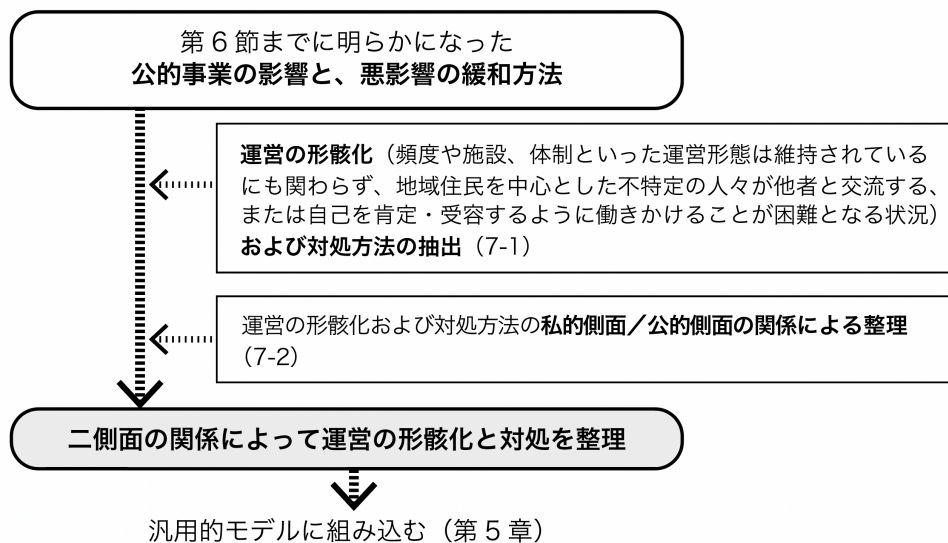 第6節までに明らかになった
公的事業の影響と、悪影響の緩和方法
運営の形骸化（頻度や施設、体制といった運営形態は維持されている
にも関わらず、地域住民を中心とした不特定の人々が他者と交流する、
または自己を肯定・受容するように働きかけることが困難となる状況）
および対処方法の抽出（7-1）
運営の形骸化および対処方法の私的側面／公的側面の関係による整理
（7-2）
二側面の関係によって運営の形骸化と対処を整理
汎用的モデルに組み込む（第5章）